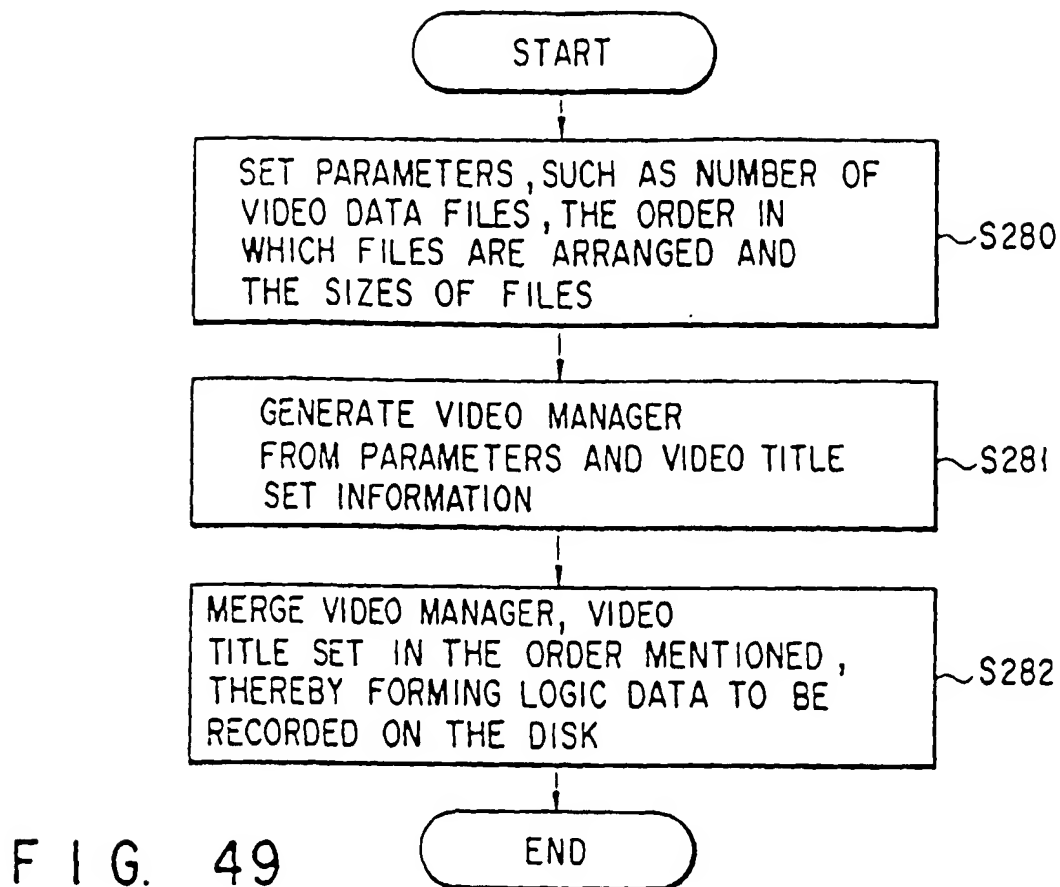 START
SET PARAMETERS, SUCH AS NUMBER OF
VIDEO DATA FILES, THE ORDER IN
WHICH FILES ARE ARRANGED AND
THE SIZES OF FILES
S280
GENERATE VIDEO MANAGER
FROM PARAMETERS AND VIDEO TITLE
SET INFORMATION
S281
MERGE VIDEO MANAGER, VIDEO
TITLE SET IN THE ORDER MENTIONED,
THEREBY FORMING LOGIC DATA TO BE
RECORDED ON THE DISK
S282
END
FIG. 49